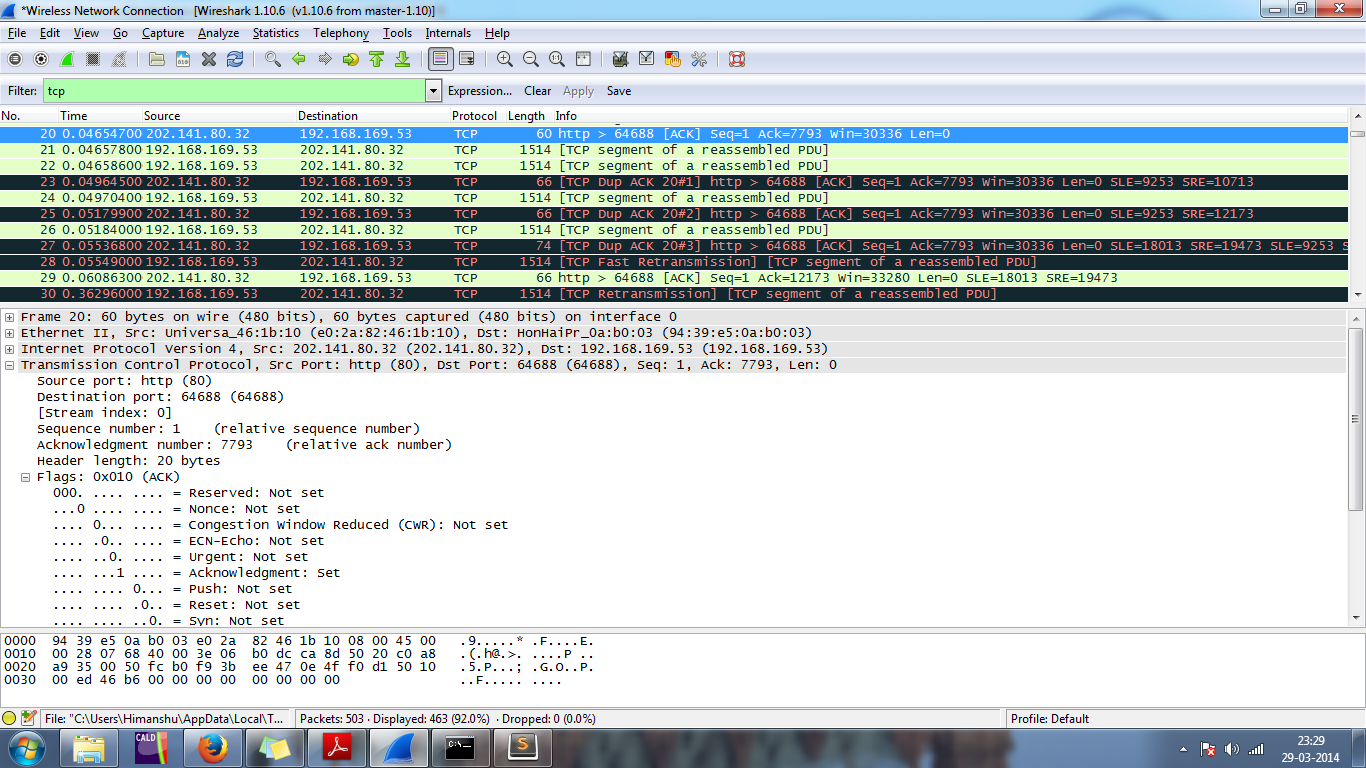 *Wireless Network Connection [Wireshark 1.10.6 (v1.10.6 from master-1.10)]
File Edit View Go Capture Analyze Statistics Telephony Tools Internals Help
Filter: tcp Expression... Clear Apply Save
No. Time Source Destination Protocol Length Info
20 0.04654700 202.141.80.32 192.168.169.53 TCP 60 http > 64688 [ACK] Seq=1 Ack=7793 Win=30336 Len=0
21 0.04657800 192.168.169.53 202.141.80.32 TCP 1514 [TCP segment of a reassembled PDU]
22 0.04658600 192.168.169.53 202.141.80.32 TCP 1514 [TCP segment of a reassembled PDU]
23 0.04964500 202.141.80.32 192.168.169.53 TCP 66 [TCP Dup ACK 20#1] http > 64688 [ACK] Seq=1 Ack=7793 Win=30336 Len=0 SLE=9253 SRE=10713
24 0.04970400 192.168.169.53 202.141.80.32 TCP 1514 [TCP segment of a reassembled PDU]
25 0.05179900 202.141.80.32 192.168.169.53 TCP 66 [TCP Dup ACK 20#2] http > 64688 [ACK] Seq=1 Ack=7793 Win=30336 Len=0 SLE=9253 SRE=12173
26 0.05184000 192.168.169.53 202.141.80.32 TCP 1514 [TCP segment of a reassembled PDU]
27 0.05536800 202.141.80.32 192.168.169.53 TCP 74 [TCP Dup ACK 20#3] http > 64688 [ACK] Seq=1 Ack=7793 Win=30336 Len=0 SLE=18013 SRE=19473 SLE=9253 S
28 0.05549000 192.168.169.53 202.141.80.32 TCP 1514 [TCP Fast Retransmission] [TCP segment of a reassembled PDU]
29 0.06086300 202.141.80.32 192.168.169.53 TCP 66 http > 64688 [ACK] Seq=1 Ack=12173 Win=33280 Len=0 SLE=18013 SRE=19473
30 0.36296000 192.168.169.53 202.141.80.32 TCP 1514 [TCP Retransmission] [TCP segment of a reassembled PDU]
Frame 20: 60 bytes on wire (480 bits), 60 bytes captured (480 bits) on interface 0
Ethernet II, Src: Universa_46:1b:10 (e0:2a:82:46:1b:10), Dst: HonHaiPr_0a:b0:03 (94:39:e5:0a:b0:03)
Internet Protocol Version 4, Src: 202.141.80.32 (202.141.80.32), Dst: 192.168.169.53 (192.168.169.53)
Transmission Control Protocol, Src Port: http (80), Dst Port: 64688 (64688), Seq: 1, Ack: 7793, Len: 0
Source port: http (80)
Destination port: 64688 (64688)
[Stream index: 0]
Sequence number: 1 (relative sequence number)
Acknowledgment number: 7793 (relative ack number)
Header length: 20 bytes
Flags: 0x010 (ACK)
000. .... .... = Reserved: Not set
...0 .... .... = Nonce: Not set
.... 0... .... = Congestion Window Reduced (CWR): Not set
.... .0.. .... = ECN-Echo: Not set
.... ..0. .... = Urgent: Not set
.... ...1 .... = Acknowledgment: Set
.... .... 0... = Push: Not set
.... .... .0.. = Reset: Not set
.... .... ..0. = Syn: Not set
0000 94 39 e5 0a b0 03 e0 2a 82 46 1b 10 08 00 45 00 .9.....* .F....E.
0010 00 28 07 68 40 00 3e 06 b0 dc ca 8d 50 20 c0 a8 .(.h@.>. ....P ..
0020 a9 35 00 50 fc b0 f9 3b ee 47 0e 4f f0 d1 50 10 .5.P...; .G.O..P.
0030 00 ed 46 b6 00 00 00 00 00 00 00 00 ..F..... ....
File: "C:\Users\Himanshu\AppData\Local\T... Packets: 503 · Displayed: 463 (92.0%) · Dropped: 0 (0.0%) Profile: Default
CALD
C:\
S
23:29
29-03-2014